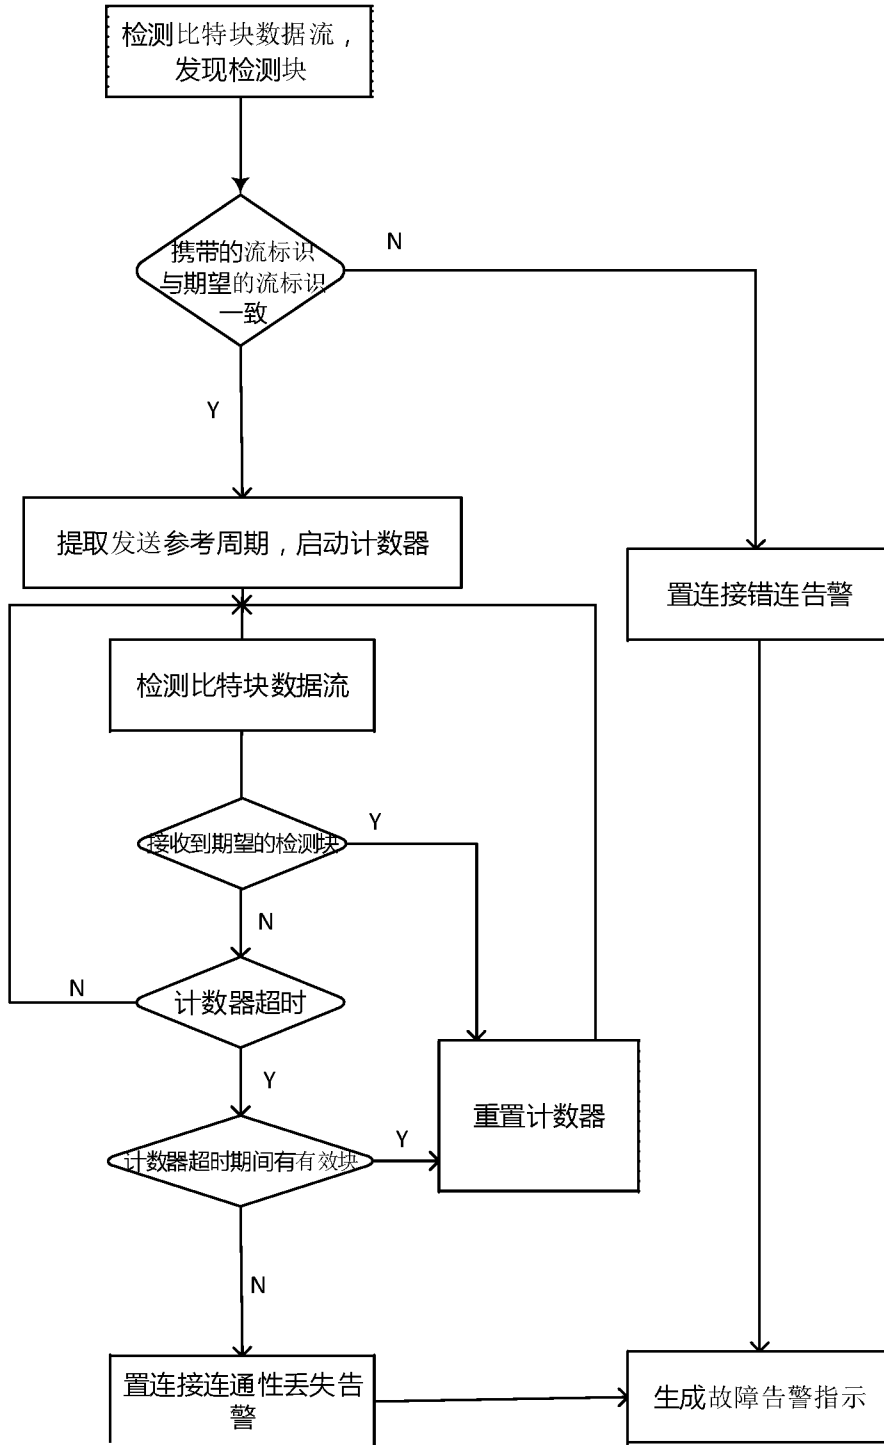 检测比特块数据流，
发现检测块
携带的流标识
与期望的流标识
一致
N
Y
提取发送参考周期，启动计数器
置连接错连告警
检测比特块数据流
接收到期望的检测块
Y
N
计数器超时
N
Y
重置计数器
计数器超时期间有有效块
Y
N
置连接连通性丢失告
警
生成故障告警指示